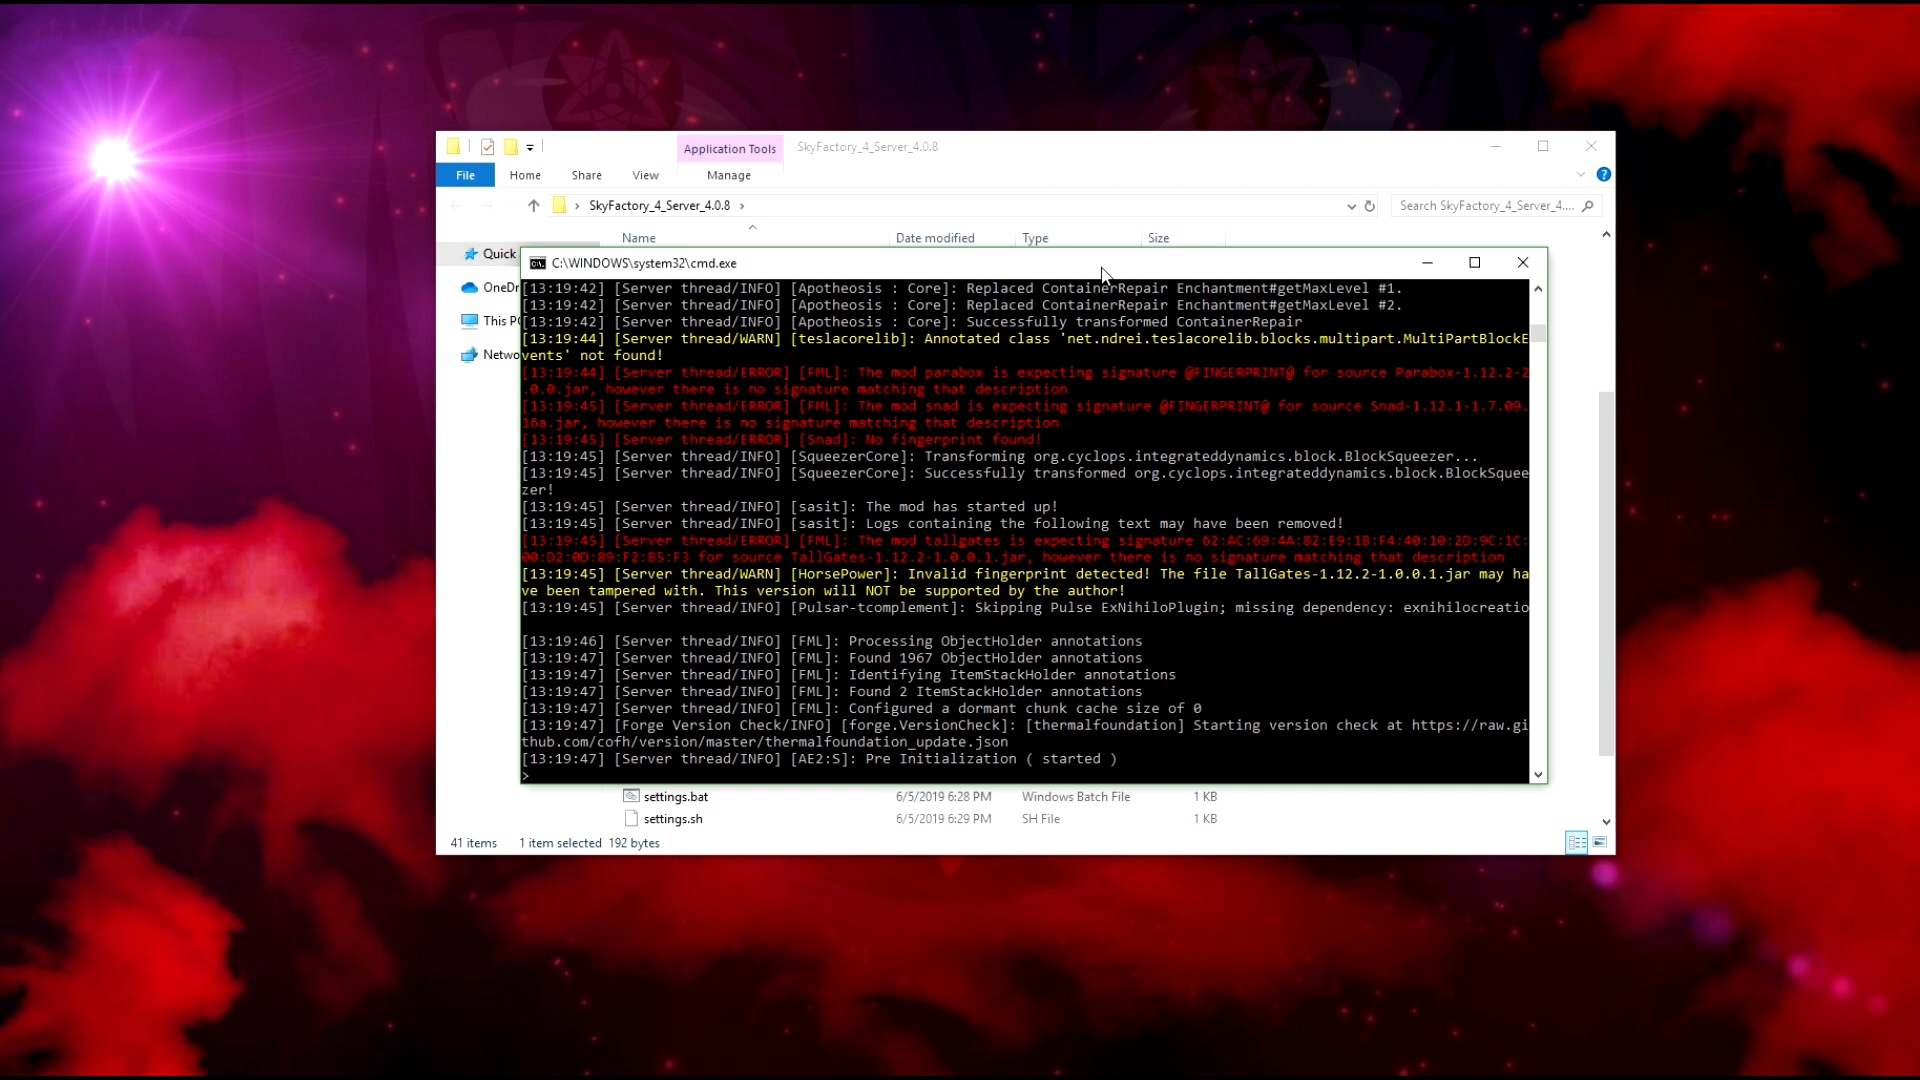 Application Tools
SkyFactory_4_Server_4.0.8
File
Home
Share
View
Manage
SkyFactory_4_Server_4.0.8
Search SkyFactory_4_Server_4....
Name
Date modified
Type
Size
Quick
OneDr
This P
Netwo
C:\WINDOWS\system32\cmd.exe
[13:19:42] [Server thread/INFO] [Apotheosis : Core]: Replaced ContainerRepair Enchantment#getMaxLevel #1.
[13:19:42] [Server thread/INFO] [Apotheosis : Core]: Replaced ContainerRepair Enchantment#getMaxLevel #2.
[13:19:42] [Server thread/INFO] [Apotheosis : Core]: Successfully transformed ContainerRepair
[13:19:44] [Server thread/WARN] [teslacorelib]: Annotated class 'net.ndrei.teslacorelib.blocks.multipart.MultiPartBlockE
vents' not found!
[13:19:44] [Server thread/ERROR] [FML]: The mod parabox is expecting signature @FINGERPRINT@ for source Parabox-1.12.2-2
.0.0.jar, however there is no signature matching that description
[13:19:45] [Server thread/ERROR] [FML]: The mod snad is expecting signature @FINGERPRINT@ for source Snad-1.12.1-1.7.09.
16a.jar, however there is no signature matching that description
[13:19:45] [Server thread/ERROR] [Snad]: No fingerprint found!
[13:19:45] [Server thread/INFO] [SqueezerCore]: Transforming org.cyclops.integrateddynamics.block.BlockSqueezer...
[13:19:45] [Server thread/INFO] [SqueezerCore]: Successfully transformed org.cyclops.integrateddynamics.block.BlockSquee
zer!
[13:19:45] [Server thread/INFO] [sasit]: The mod has started up!
[13:19:45] [Server thread/INFO] [sasit]: Logs containing the following text may have been removed!
[13:19:45] [Server thread/ERROR] [FML]: The mod tallgates is expecting signature 62:AC:69:4A:82:E9:1B:F4:40:10:2D:9C:1C:
00:D2:0D:89:F2:B5:F3 for source TallGates-1.12.2-1.0.0.1.jar, however there is no signature matching that description
[13:19:45] [Server thread/WARN] [HorsePower]: Invalid fingerprint detected! The file TallGates-1.12.2-1.0.0.1.jar may ha
ve been tampered with. This version will NOT be supported by the author!
[13:19:45] [Server thread/INFO] [Pulsar-tcomplement]: Skipping Pulse ExNihiloPlugin; missing dependency: exnihilocreatio
[13:19:46] [Server thread/INFO] [FML]: Processing ObjectHolder annotations
[13:19:47] [Server thread/INFO] [FML]: Found 1967 ObjectHolder annotations
[13:19:47] [Server thread/INFO] [FML]: Identifying ItemStackHolder annotations
[13:19:47] [Server thread/INFO] [FML]: Found 2 ItemStackHolder annotations
[13:19:47] [Server thread/INFO] [FML]: Configured a dormant chunk cache size of 0
[13:19:47] [Forge Version Check/INFO] [forge.VersionCheck]: [thermalfoundation] Starting version check at https://raw.gi
thub.com/cofh/version/master/thermalfoundation_update.json
[13:19:47] [Server thread/INFO] [AE2:S]: Pre Initialization ( started )
>
settings.bat 6/5/2019 6:28 PM Windows Batch File 1 KB
settings.sh 6/5/2019 6:29 PM SH File 1 KB
41 items 1 item selected 192 bytes